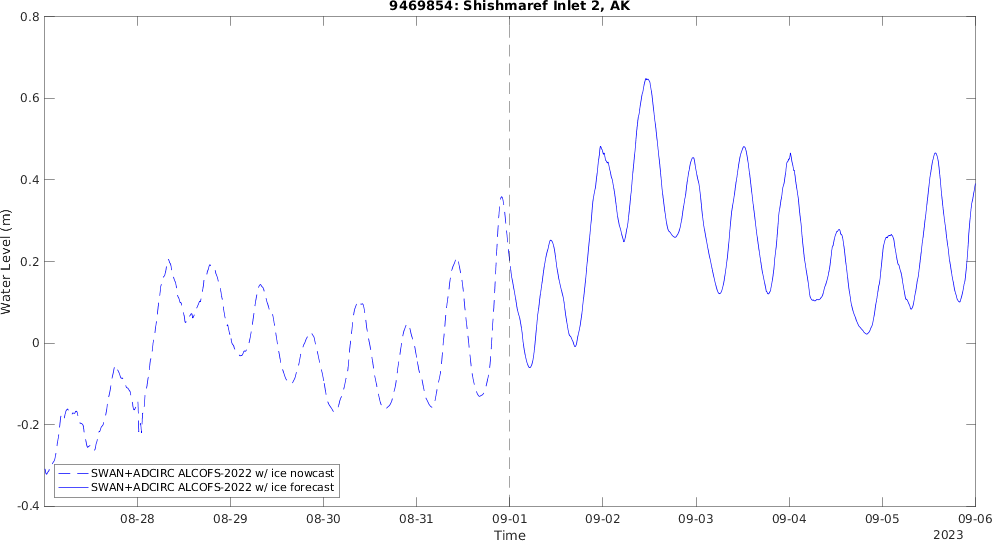 9469854: Shishmaref Inlet 2, AK
0.8
0.6
0.4
0.2
0
-0.2
-0.4
Water Level (m)
SWAN+ADCIRC ALCOFS-2022 w/ ice nowcast
SWAN+ADCIRC ALCOFS-2022 w/ ice forecast
08-28 08-29 08-30 08-31 09-01 09-02 09-03 09-04 09-05 09-06
Time
2023